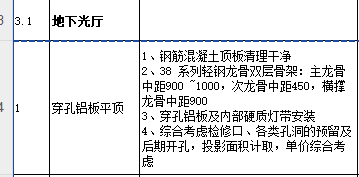 3
3.1 地下光厅
1、钢筋混凝土顶板清理干净
2、38 系列轻钢龙骨双层骨架：主龙骨
中距900 ~1000，次龙骨中距450，横撑
龙骨中距900
4 1 穿孔铝板平顶
3、穿孔铝板及内部硬质灯带安装
4、综合考虑检修口、各类孔洞的预留及
后期开孔，投影面积计取，单价综合考
虑